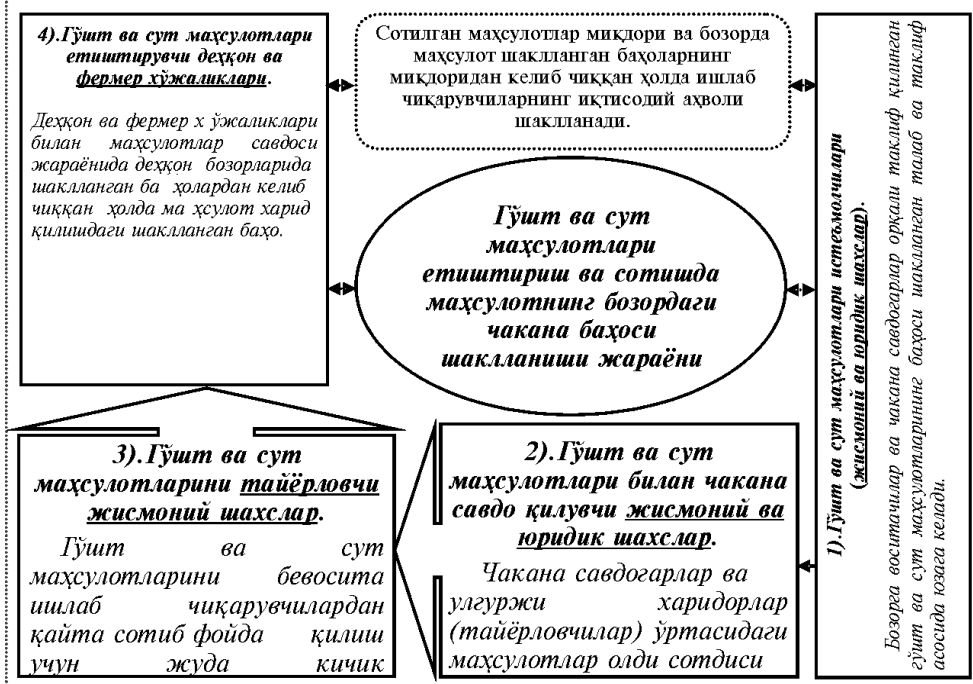 4).Гўшт ва сут маҳсулотлари
етиштирувчи деҳқон ва
фермер хўжаликлари.
Деҳқон ва фермер х ўжаликлари
билан маҳсулотлар савдоси
жараёнида деҳқон бозорларида
шаклланган ба ҳолардан келиб
чиққан ҳолда ма ҳсулот харид
қилишдаги шаклланган баҳо.
Сотилган маҳсулотлар миқдори ва бозорда
маҳсулот шаклланган баҳоларнинг
миқдоридан келиб чиққан ҳолда ишлаб
чиқарувчиларнинг иқтисодий аҳволи
шаклланади.
Гўшт ва сут
маҳсулотлари
етиштириш ва сотишда
маҳсулотнинг бозордаги
чакана баҳоси
шаклланиши жараёни
3).Гўшт ва сут
маҳсулотларини тайёрловчи
жисмоний шахслар.
Гўшт ва сут
маҳсулотларини бевосита
ишлаб чиқарувчилардан
қайта сотиб фойда қилиш
учун жуда кичик
2).Гўшт ва сут
маҳсулотлари билан чакана
савдо қилувчи жисмоний ва
юридик шахслар.
Чакана савдогарлар ва
улгуржи харидорлар
(тайёрловчилар) ўртасидаги
маҳсулотлар олди сотдиси
1).Гўшт ва сут маҳсулотлари истеъмолчилари
(жисмоний ва юридик шахслар).
Бозорга воситачилар ва чакана савдогарлар орқали таклиф қилинган
гўшт ва сут маҳсулотларининг баҳоси шаклланган талаб ва таклиф
асосида юзага келади.